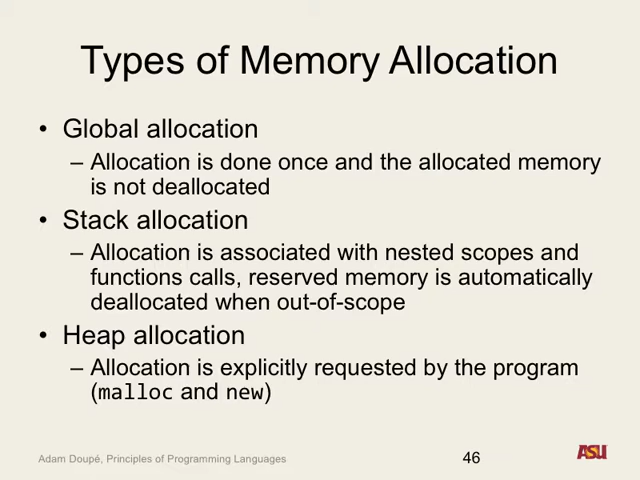 Types of Memory Allocation
• Global allocation
– Allocation is done once and the allocated memory
is not deallocated
• Stack allocation
– Allocation is associated with nested scopes and
functions calls, reserved memory is automatically
deallocated when out-of-scope
• Heap allocation
– Allocation is explicitly requested by the program
(malloc and new)
Adam Doupé, Principles of Programming Languages
46
ASU